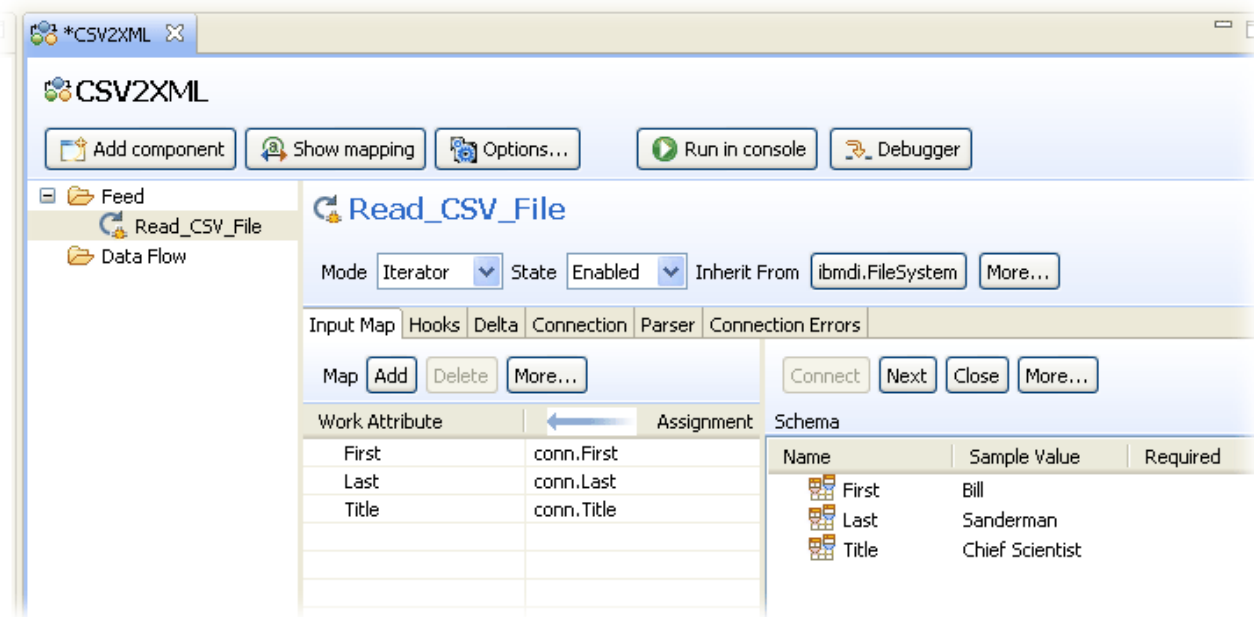 *CSV2XML
CSV2XML
Add component Show mapping Options... Run in console Debugger
Feed
Read_CSV_File
Data Flow
Read_CSV_File
Mode Iterator State Enabled Inherit From ibmdi.FileSystem More...
Input Map Hooks Delta Connection Parser Connection Errors
Map Add Delete More... Connect Next Close More...
Work Attribute Assignment Schema
Name Sample Value Required
First conn.First
Last conn.Last
Title conn.Title
First Bill
Last Sanderman
Title Chief Scientist